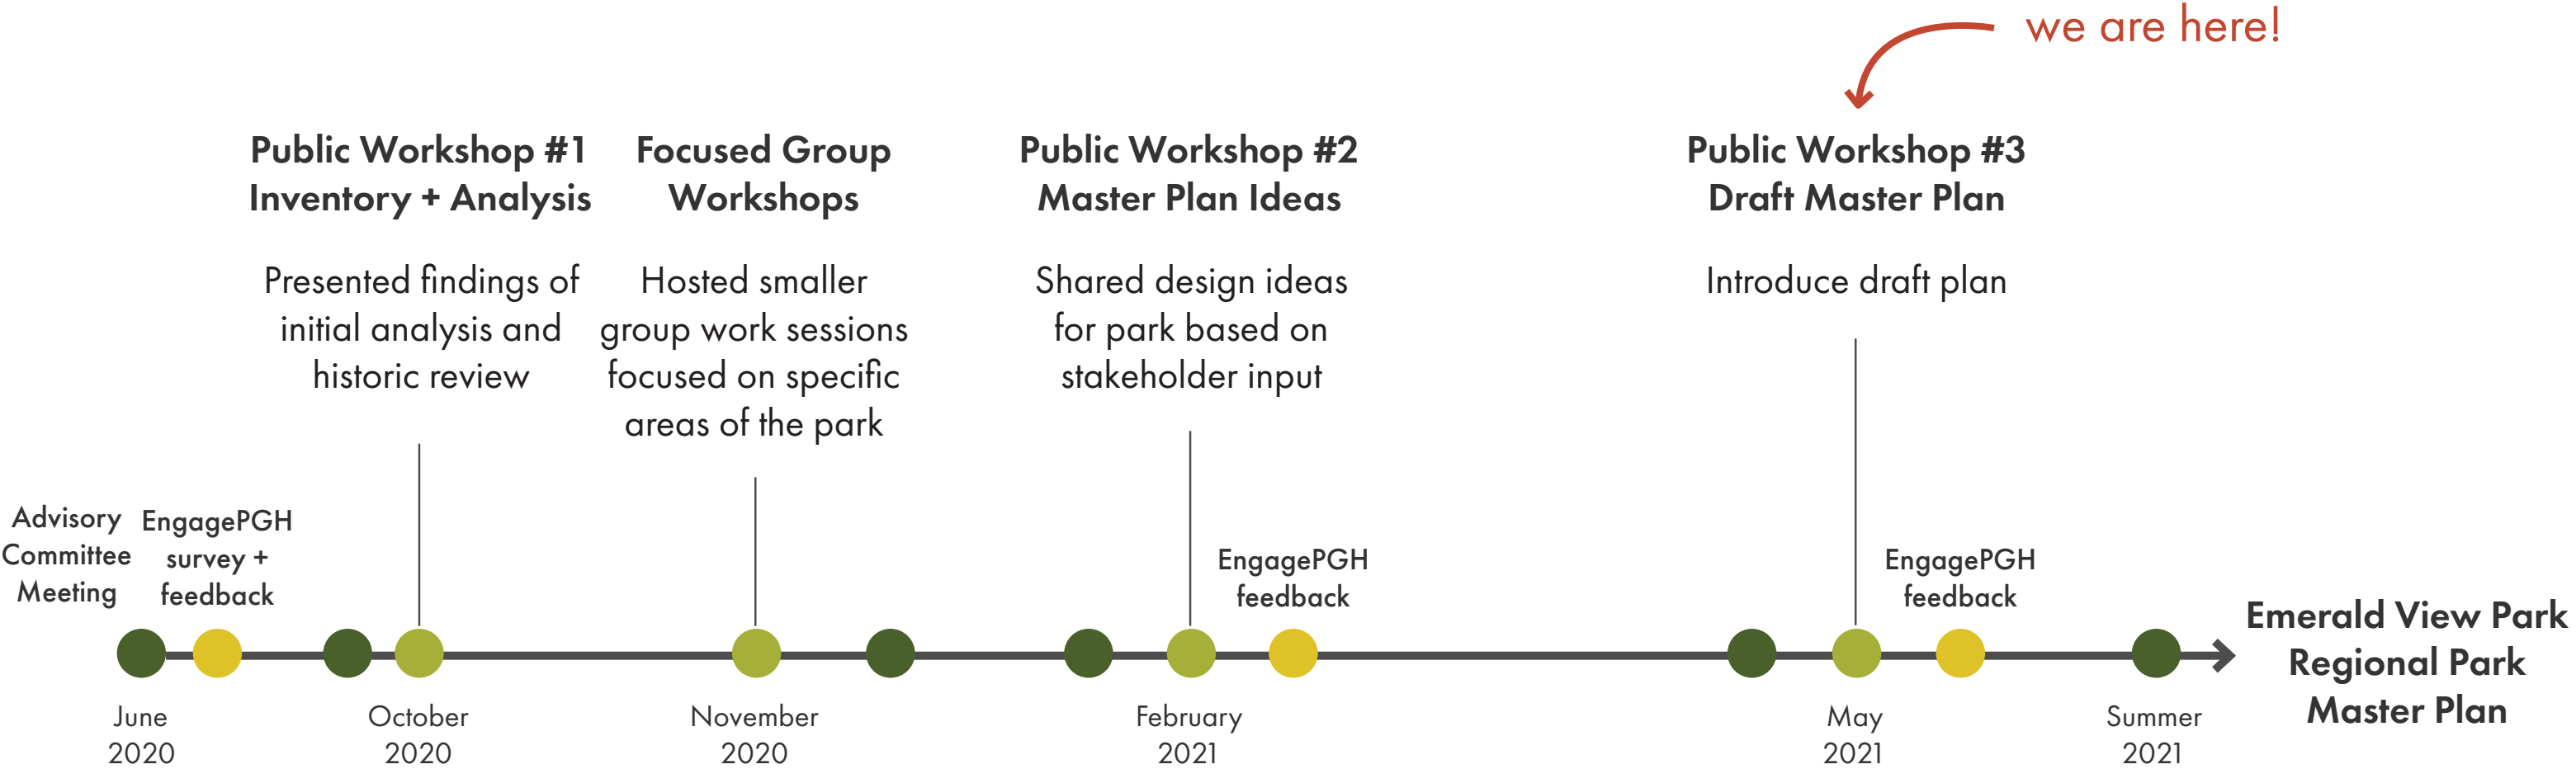 we are here!
Public Workshop #1
Inventory + Analysis
Presented findings of
initial analysis and
historic review
Focused Group
Workshops
Hosted smaller
group work sessions
focused on specific
areas of the park
Public Workshop #2
Master Plan Ideas
Shared design ideas
for park based on
stakeholder input
Public Workshop #3
Draft Master Plan
Introduce draft plan
Advisory
Committee
Meeting
EngagePGH
survey +
feedback
EngagePGH
feedback
EngagePGH
feedback
Emerald View Park
Regional Park
Master Plan
June
2020
October
2020
November
2020
February
2021
May
2021
Summer
2021